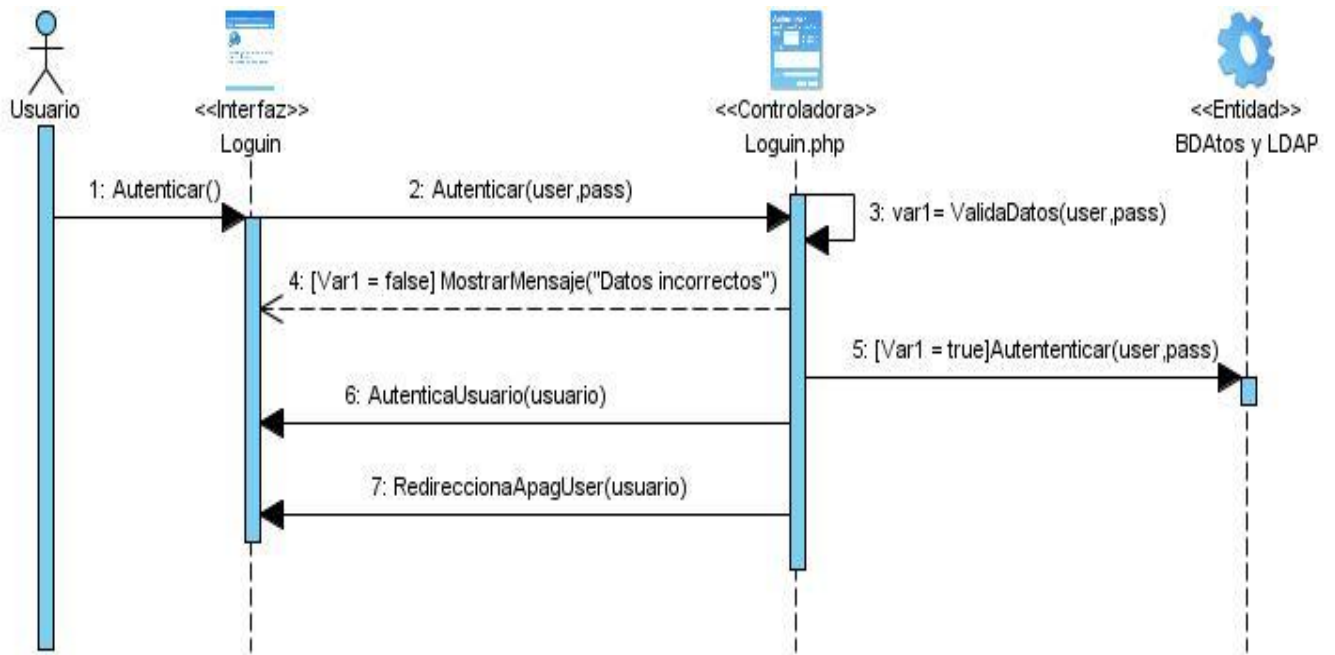 Usuario
<<Interfaz>>
Loguin
<<Controladora>>
Loguin.php
<<Entidad>>
BDAtos y LDAP
1: Autenticar()
2: Autenticar(user,pass)
3: var1= ValidaDatos(user,pass)
4: [Var1 = false] MostrarMensaje("Datos incorrectos")
5: [Var1 = true]Autententicar(user,pass)
6: AutenticaUsuario(usuario)
7: RedireccionaApagUser(usuario)